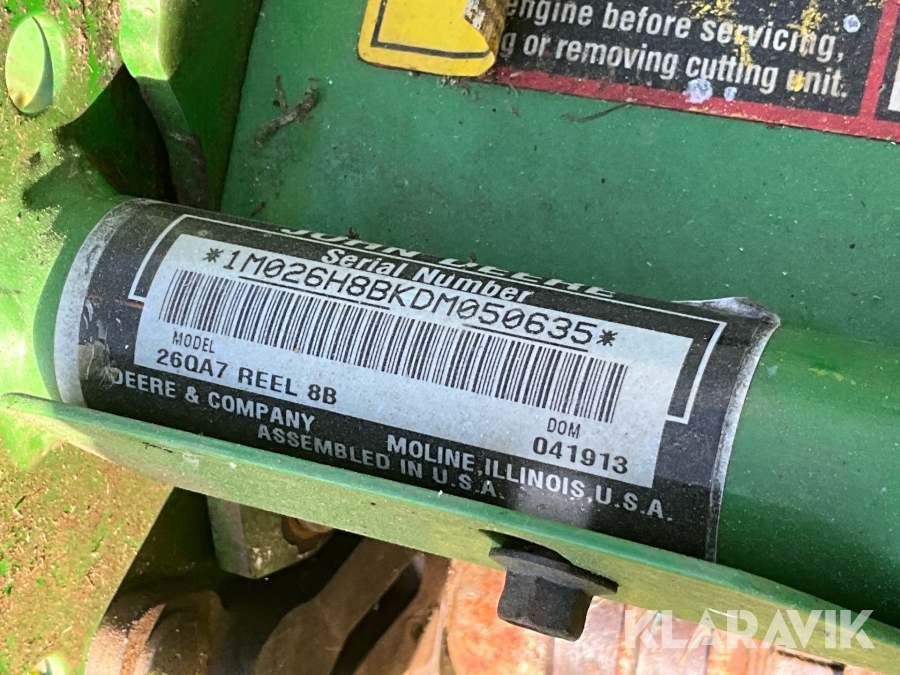 engine before servicing,
or removing cutting unit.
JOHN DEERE
Serial Number
*1M026H8BKDM050635*
MODEL
26QA7 REEL 8B
DOM
041913
DEERE & COMPANY MOLINE, ILLINOIS, U.S.A.
ASSEMBLED IN U.S.A.
KLARAVIK